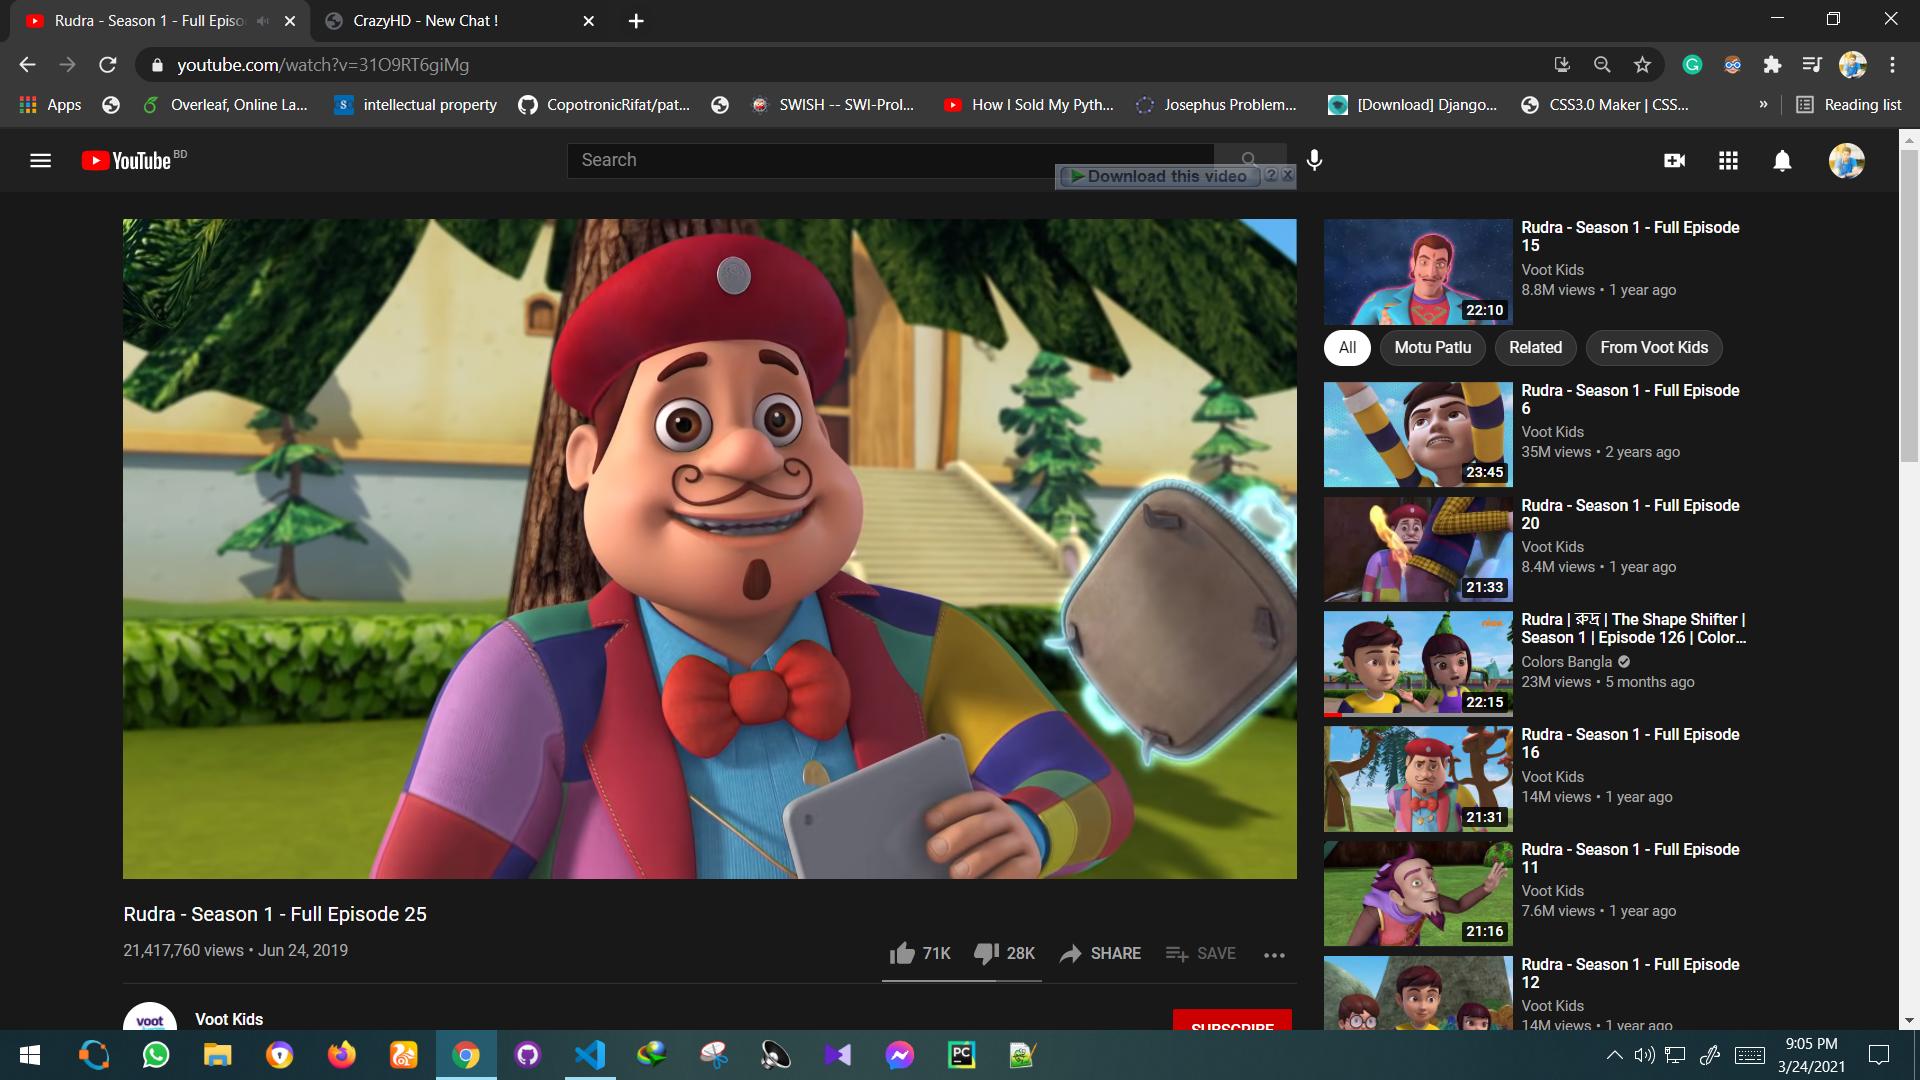 Rudra - Season 1 - Full Episo
CrazyHD - New Chat !
youtube.com/watch?v=31O9RT6giMg
Apps
Overleaf, Online La...
S
intellectual property
CopotronicRifat/pat...
SWISH -- SWI-Prol...
How I Sold My Pyth...
Josephus Problem...
[Download] Django...
CSS3.0 Maker | CSS...
»
Reading list
YouTube BD
Search
Download this video ? X
Rudra - Season 1 - Full Episode 25
21,417,760 views • Jun 24, 2019
71K
28K
SHARE
SAVE
voot
Voot Kids
SUBSCRIBE
Rudra - Season 1 - Full Episode
15
Voot Kids
8.8M views • 1 year ago
22:10
All
Motu Patlu
Related
From Voot Kids
Rudra - Season 1 - Full Episode
6
Voot Kids
35M views • 2 years ago
23:45
Rudra - Season 1 - Full Episode
20
Voot Kids
8.4M views • 1 year ago
21:33
Rudra | রুদ্র | The Shape Shifter |
Season 1 | Episode 126 | Color...
Colors Bangla
23M views • 5 months ago
nick
22:15
Rudra - Season 1 - Full Episode
16
Voot Kids
14M views • 1 year ago
21:31
Rudra - Season 1 - Full Episode
11
Voot Kids
7.6M views • 1 year ago
21:16
Rudra - Season 1 - Full Episode
12
Voot Kids
14M views • 1 year ago
PC
9:05 PM
3/24/2021